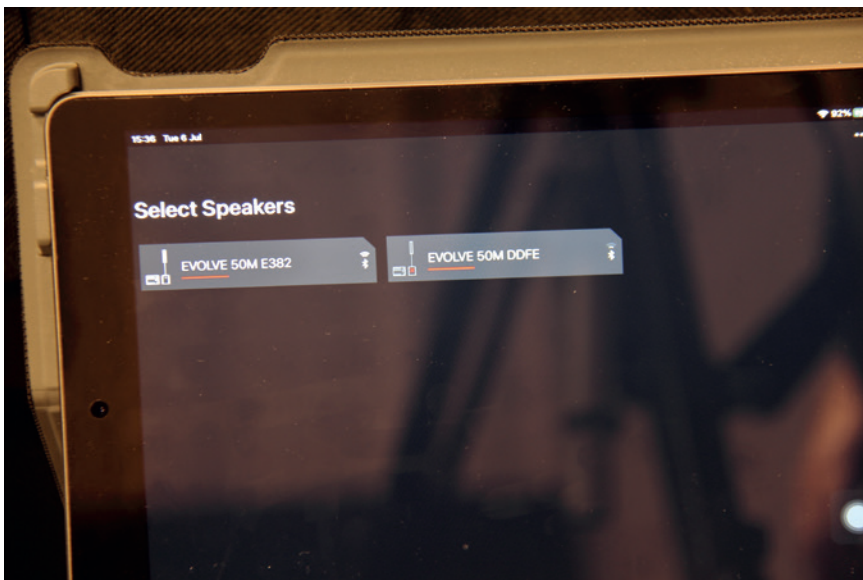 15:36 Tue 6 Jul
92%
Select Speakers
EVOLVE 50M E382
EVOLVE 50M DDFE